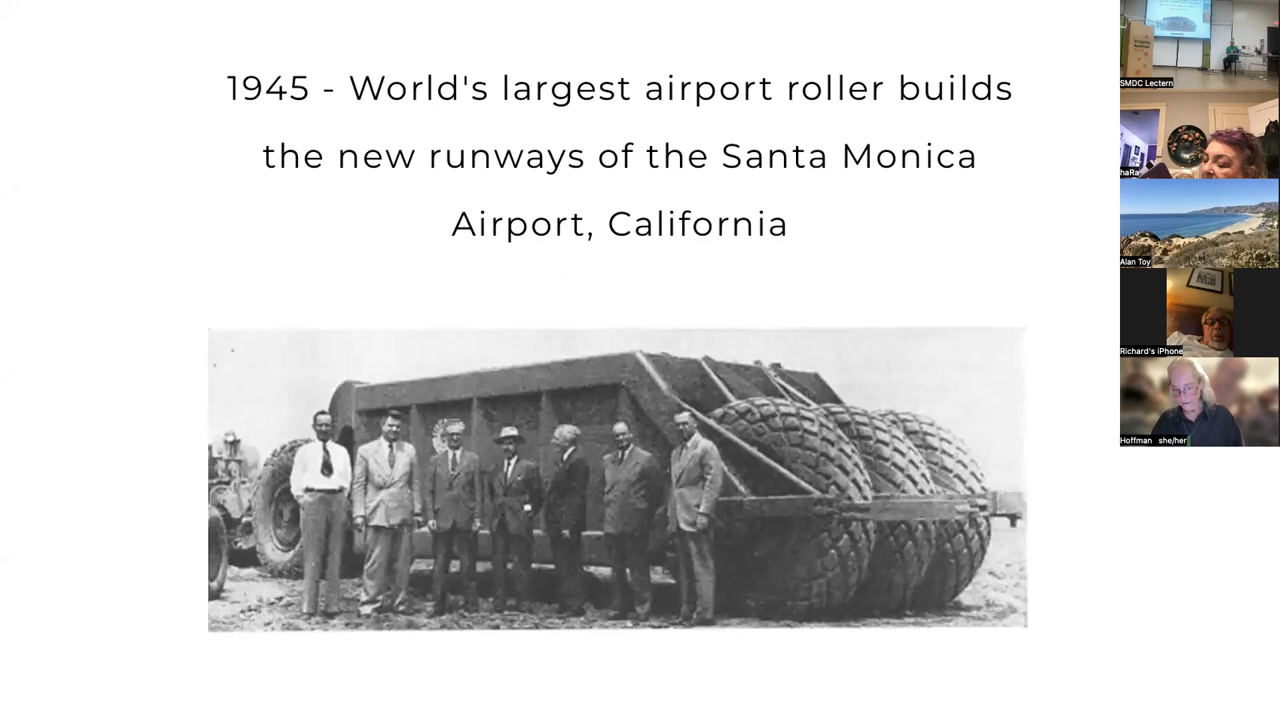 1945 - World's largest airport roller builds
the new runways of the Santa Monica
Airport, California
SMDC Lectern
haRa
Alan Toy
Richard's iPhone
Hoffman she/her